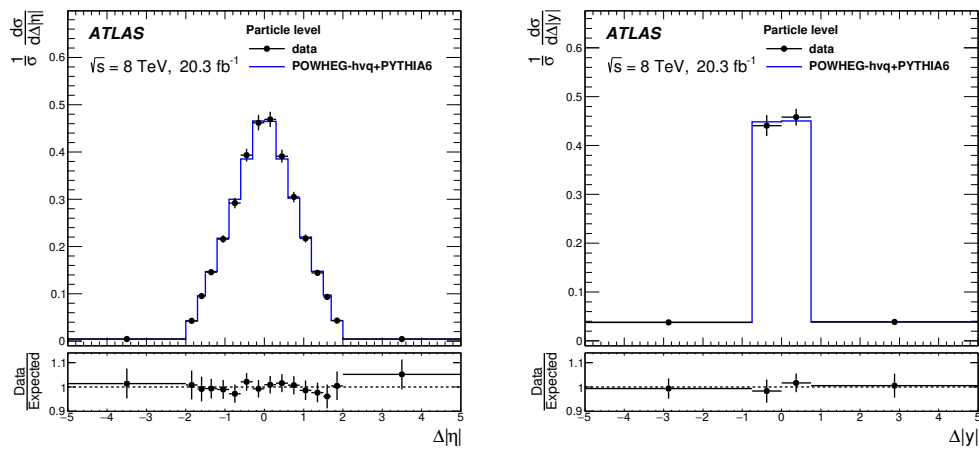 1/σ dσ/dΔ|η|
ATLAS
Particle level
data
√s = 8 TeV, 20.3 fb⁻¹
POWHEG-hvq+PYTHIA6
0.6
0.5
0.4
0.3
0.2
0.1
0
Data/Expected
1.1
1
0.9
−5 −4 −3 −2 −1 0 1 2 3 4 5
Δ|η|
1/σ dσ/dΔ|y|
ATLAS
Particle level
data
√s = 8 TeV, 20.3 fb⁻¹
POWHEG-hvq+PYTHIA6
0.6
0.5
0.4
0.3
0.2
0.1
0
Data/Expected
1.1
1
0.9
−5 −4 −3 −2 −1 0 1 2 3 4 5
Δ|y|